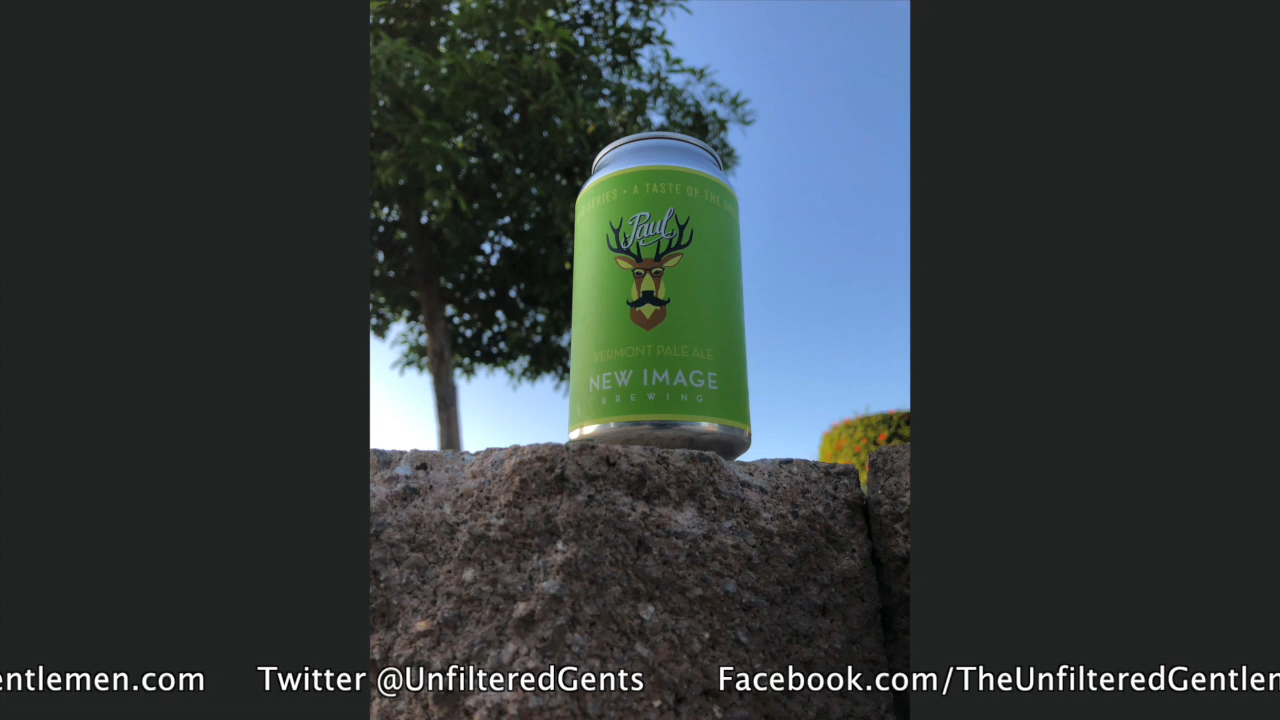 SERIES • A TASTE OF THE
Paul
VERMONT PALE ALE
NEW IMAGE
BREWING
entlemen.com Twitter @UnfilteredGents Facebook.com/TheUnfilteredGentlem